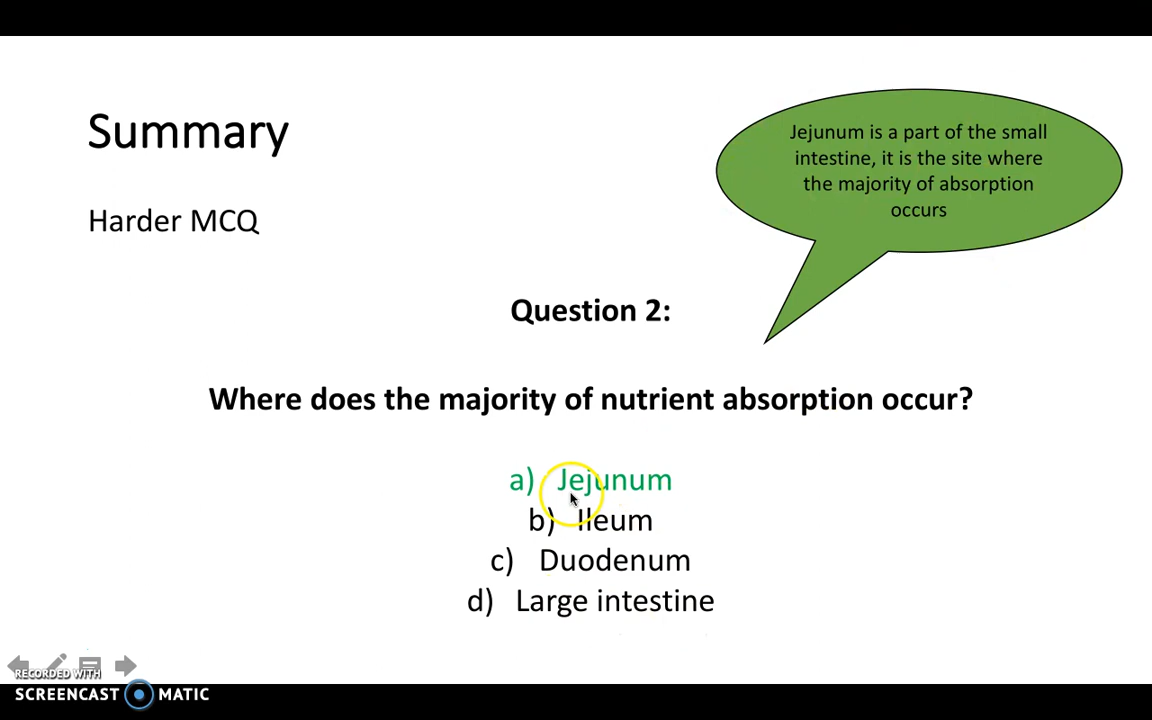 Summary
Jejunum is a part of the small
intestine, it is the site where
the majority of absorption
occurs
Harder MCQ
Question 2:
Where does the majority of nutrient absorption occur?
a) Jejunum
b) Ileum
c) Duodenum
d) Large intestine
RECORDED WITH
SCREENCAST MATIC